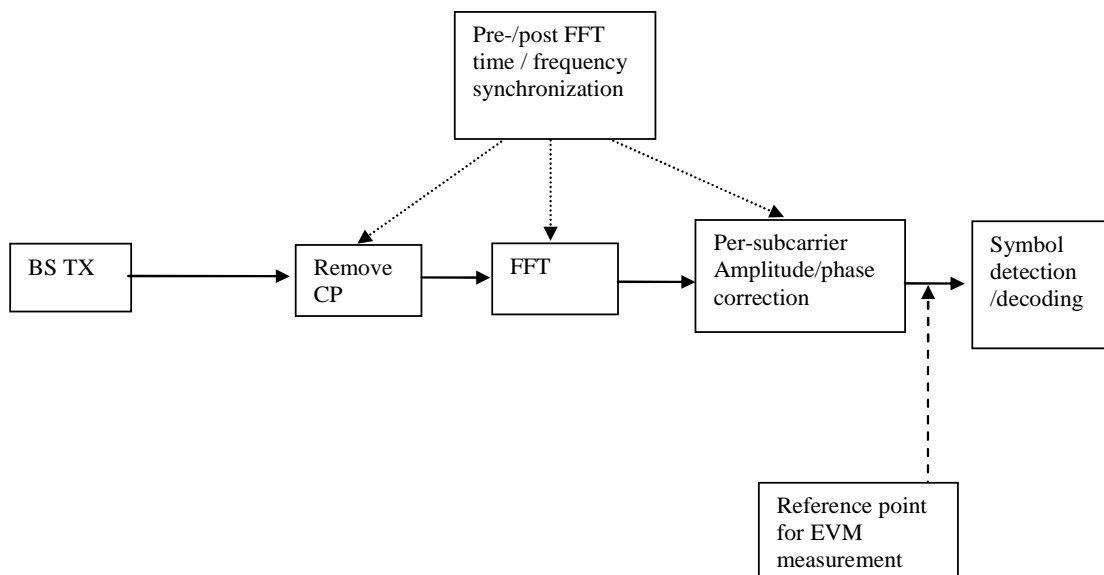 Pre-/post FFT
time / frequency
synchronization
BS TX
Remove
CP
FFT
Per-subcarrier
Amplitude/phase
correction
Symbol
detection
/decoding
Reference point
for EVM
measurement